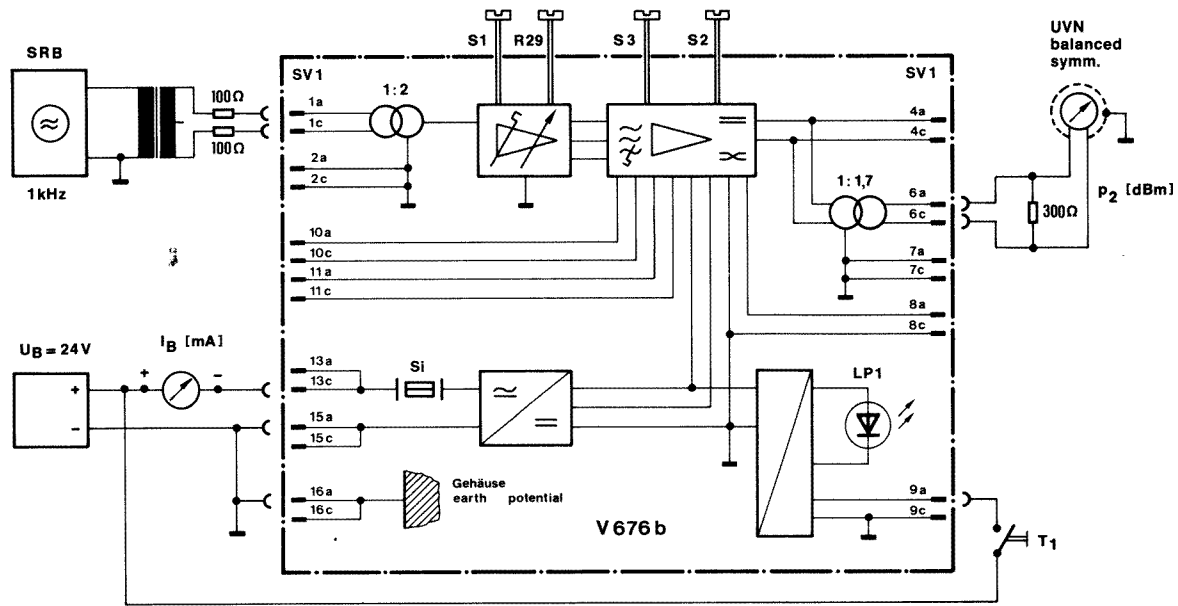 S1 R29 S3 S2
UVN
balanced
symm.
SRB
SV1
SV1
100Ω
100Ω
1:2
1a
1c
4a
4c
2a
2c
1:1,7
6a
6c
300Ω
p2 [dBm]
1kHz
10a
10c
11a
11c
7a
7c
8a
8c
UB = 24V
IB [mA]
+ −
+
−
13a
13c
Si
LP1
15a
15c
16a
16c
Gehäuse
earth potential
9a
9c
V676b
T1